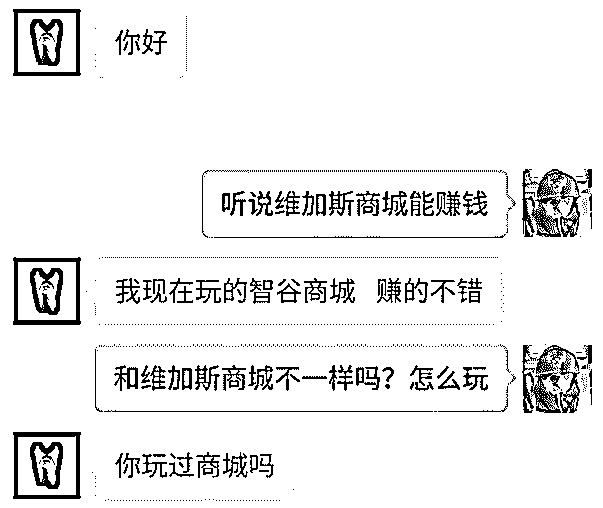 你好
听说维加斯商城能赚钱
我现在玩的智谷商城 赚的不错
和维加斯商城不一样吗？怎么玩
你玩过商城吗